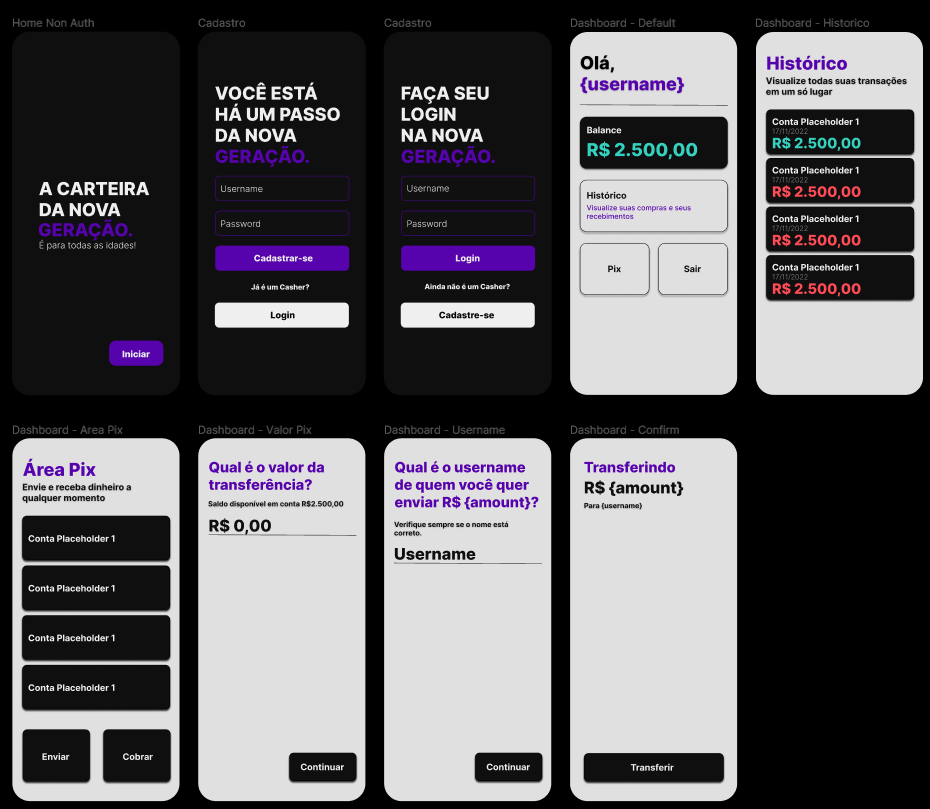 Home Non Auth
A CARTEIRA
DA NOVA
GERAÇÃO.
É para todas as idades!
Iniciar
Cadastro
VOCÊ ESTÁ
HÁ UM PASSO
DA NOVA
GERAÇÃO.
Username
Password
Cadastrar-se
Já é um Casher?
Login
Cadastro
FAÇA SEU
LOGIN
NA NOVA
GERAÇÃO.
Username
Password
Login
Ainda não é um Casher?
Cadastre-se
Dashboard - Default
Olá,
{username}
Balance
R$ 2.500,00
Histórico
Visualize suas compras e seus
recebimentos
Pix
Sair
Dashboard - Historico
Histórico
Visualize todas suas transações
em um só lugar
Conta Placeholder 1
17/11/2022
R$ 2.500,00
Conta Placeholder 1
17/11/2022
R$ 2.500,00
Conta Placeholder 1
17/11/2022
R$ 2.500,00
Conta Placeholder 1
17/11/2022
R$ 2.500,00
Dashboard - Area Pix
Área Pix
Envie e receba dinheiro a
qualquer momento
Conta Placeholder 1
Conta Placeholder 1
Conta Placeholder 1
Conta Placeholder 1
Enviar
Cobrar
Dashboard - Valor Pix
Qual é o valor da
transferência?
Saldo disponível em conta R$2.500,00
R$ 0,00
Continuar
Dashboard - Username
Qual é o username
de quem você quer
enviar R$ {amount}?
Verifique sempre se o nome está
correto.
Username
Continuar
Dashboard - Confirm
Transferindo
R$ {amount}
Para {username}
Transferir